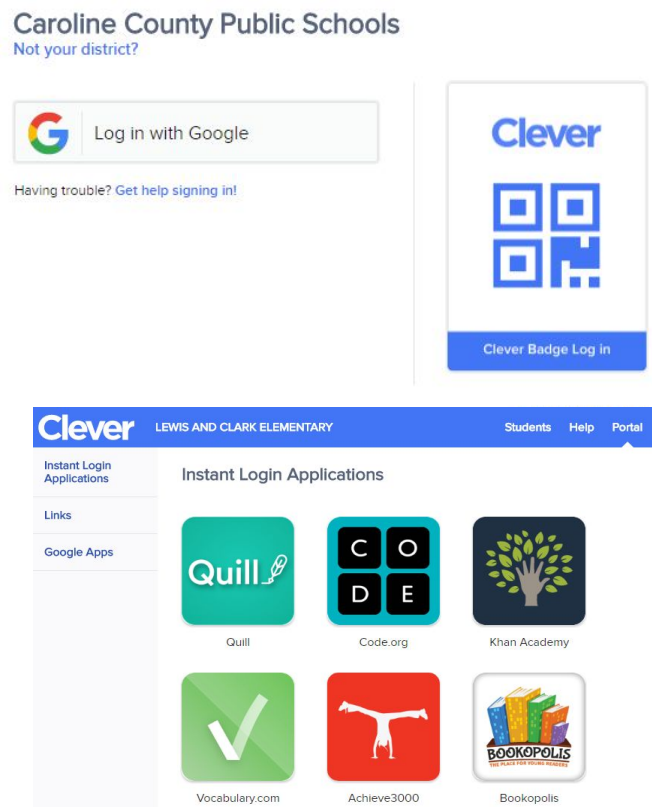 Caroline County Public Schools
Not your district?
Log in with Google
Having trouble? Get help signing in!
Clever
Clever Badge Log in
Clever LEWIS AND CLARK ELEMENTARY Students Help Portal
Instant Login
Applications
Links
Google Apps
Instant Login Applications
Quill
C O
D E
Quill Code.org Khan Academy
BOOKOPOLIS
THE PLACE FOR YOUNG READERS
Vocabulary.com Achieve3000 Bookopolis